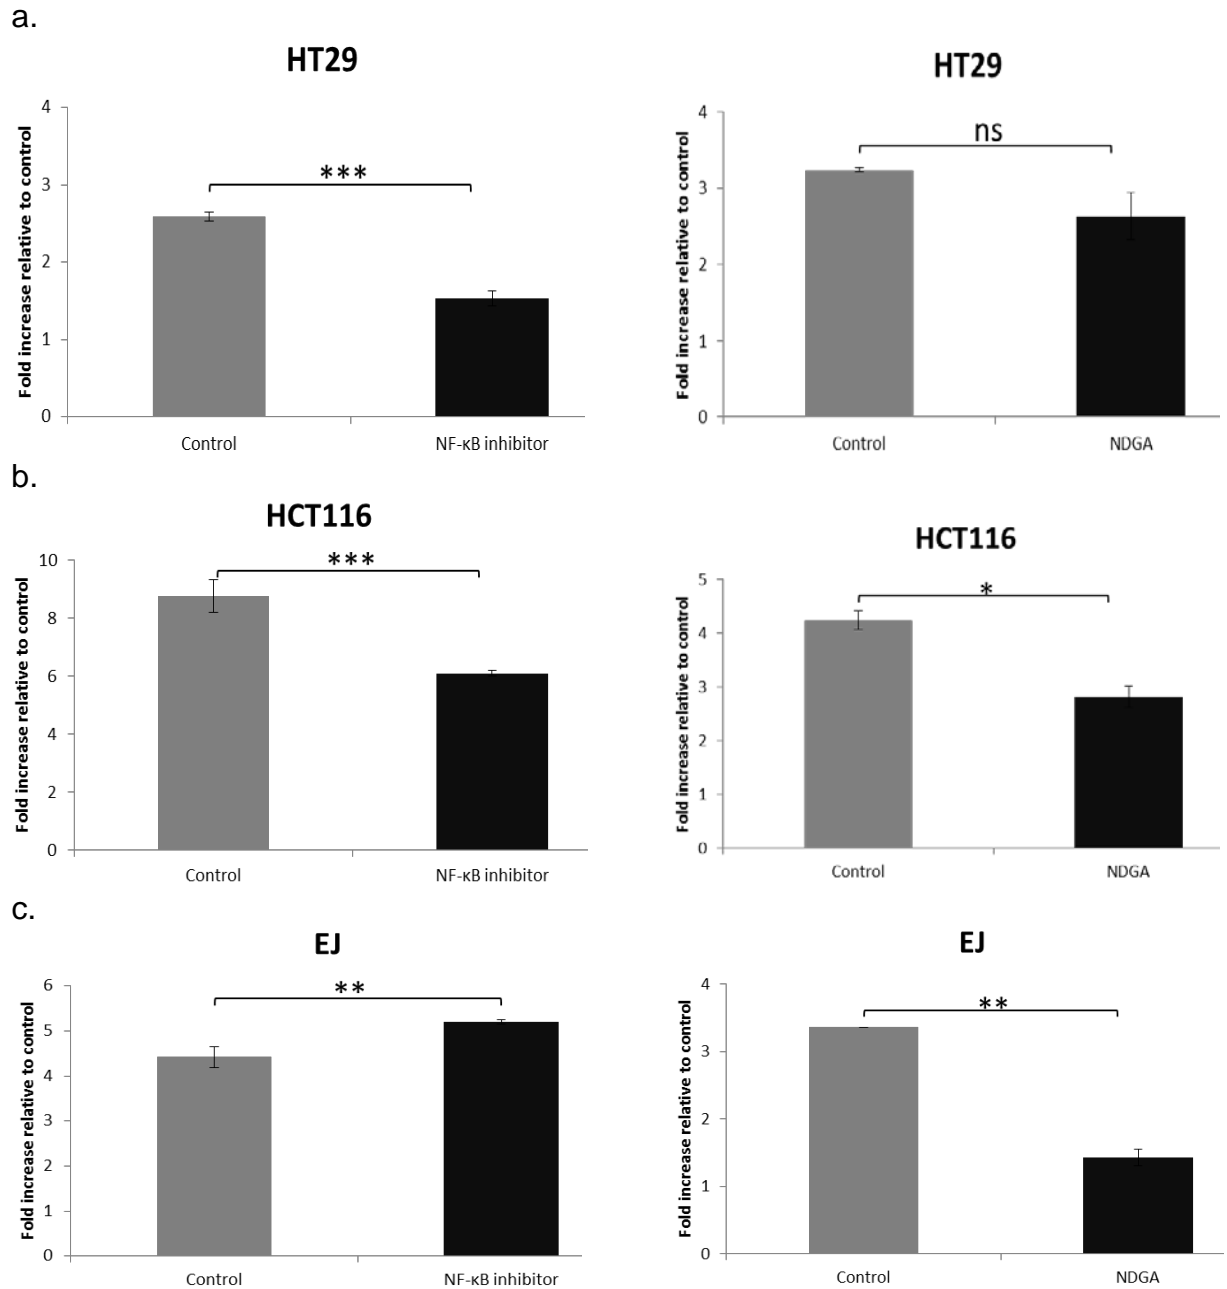 a.
HT29
Fold increase relative to control
4
3
2
1
0
***
Control NF-κB inhibitor
HT29
Fold increase relative to control
4
3
2
1
0
ns
Control NDGA
b.
HCT116
Fold increase relative to control
10
8
6
4
2
0
***
Control NF-κB inhibitor
HCT116
Fold increase relative to control
5
4
3
2
1
0
*
Control NDGA
c.
EJ
Fold increase relative to control
6
5
4
3
2
1
0
**
Control NF-κB inhibitor
EJ
Fold increase relative to control
4
3
2
1
0
**
Control NDGA